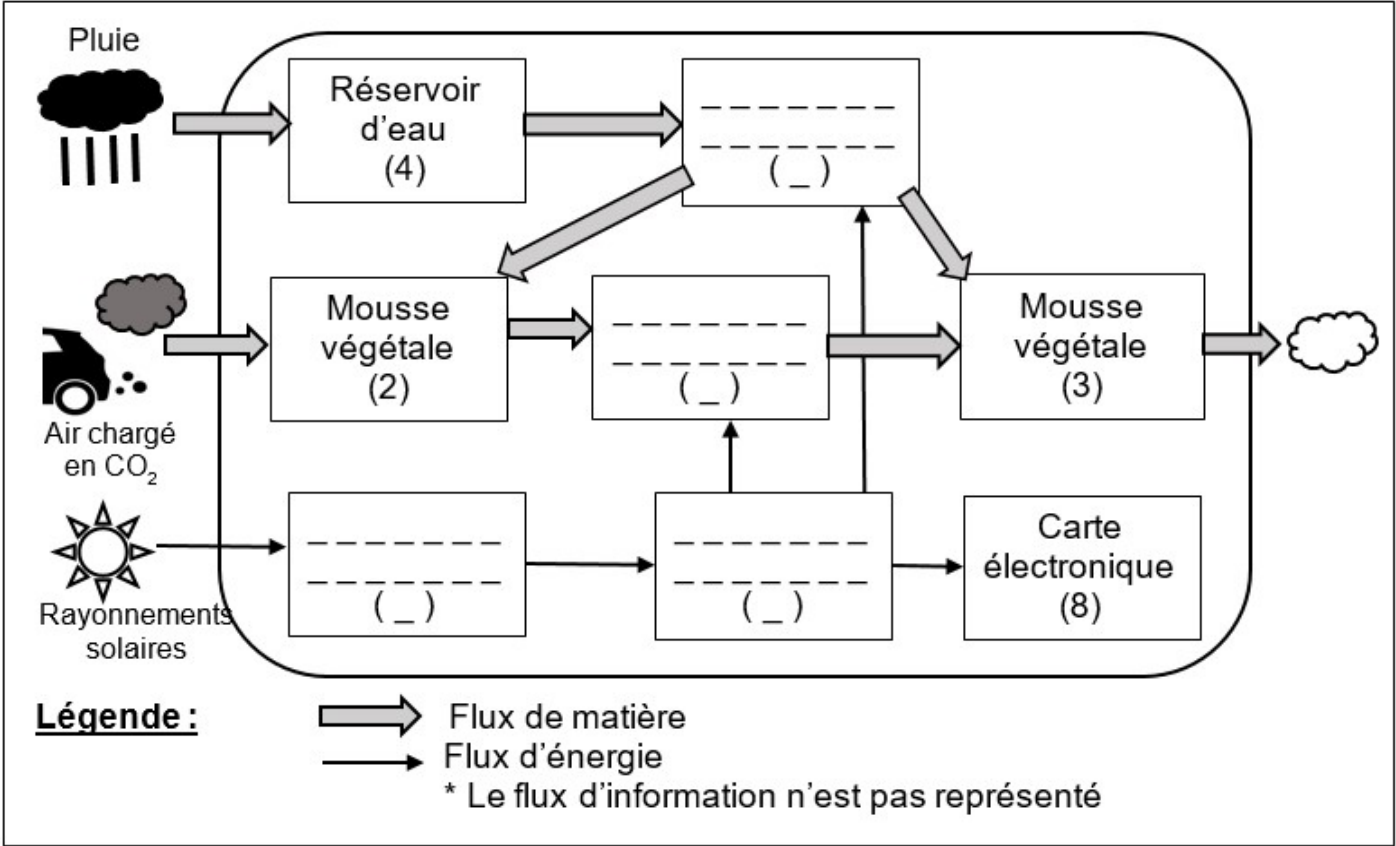 Pluie
Réservoir
d'eau
(4)
_ _ _ _ _ _ _
_ _ _ _ _ _ _
( _ )
Mousse
végétale
(2)
_ _ _ _ _ _ _
_ _ _ _ _ _ _
( _ )
Mousse
végétale
(3)
Air chargé
en CO₂
_ _ _ _ _ _ _
_ _ _ _ _ _ _
( _ )
_ _ _ _ _ _ _
_ _ _ _ _ _ _
( _ )
Carte
électronique
(8)
Rayonnements
solaires
Légende :
Flux de matière
Flux d'énergie
* Le flux d'information n'est pas représenté